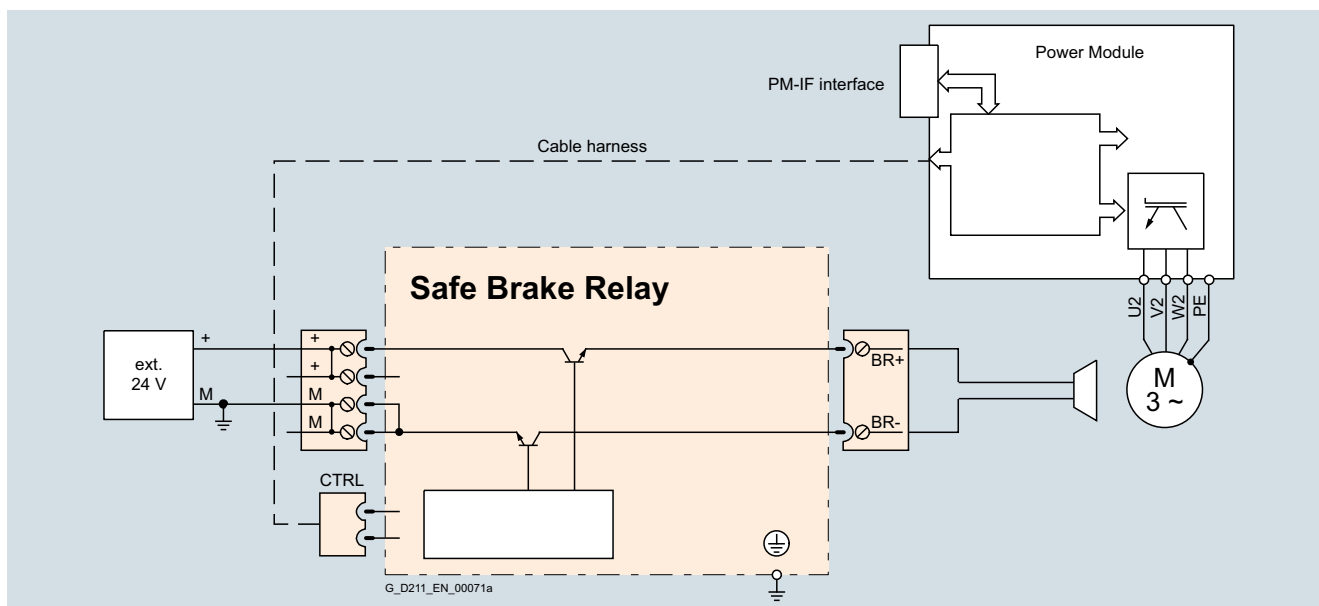 Power Module
PM-IF interface
Cable harness
Safe Brake Relay
U2
V2
W2
PE
+
+
ext.
24 V
+
BR+
M
3 ~
M
M
M
BR-
CTRL
G_D211_EN_00071a